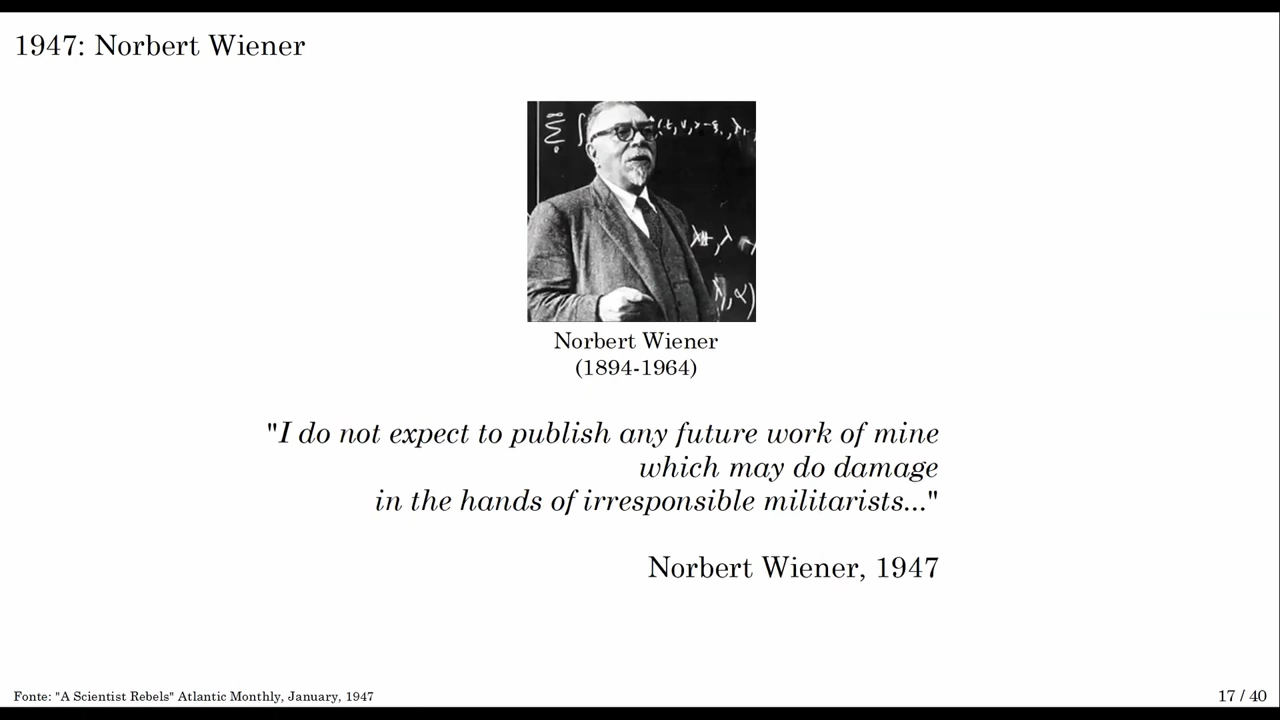 1947: Norbert Wiener
Norbert Wiener
(1894-1964)
"I do not expect to publish any future work of mine
which may do damage
in the hands of irresponsible militarists..."
Norbert Wiener, 1947
Fonte: "A Scientist Rebels" Atlantic Monthly, January, 1947
17 / 40